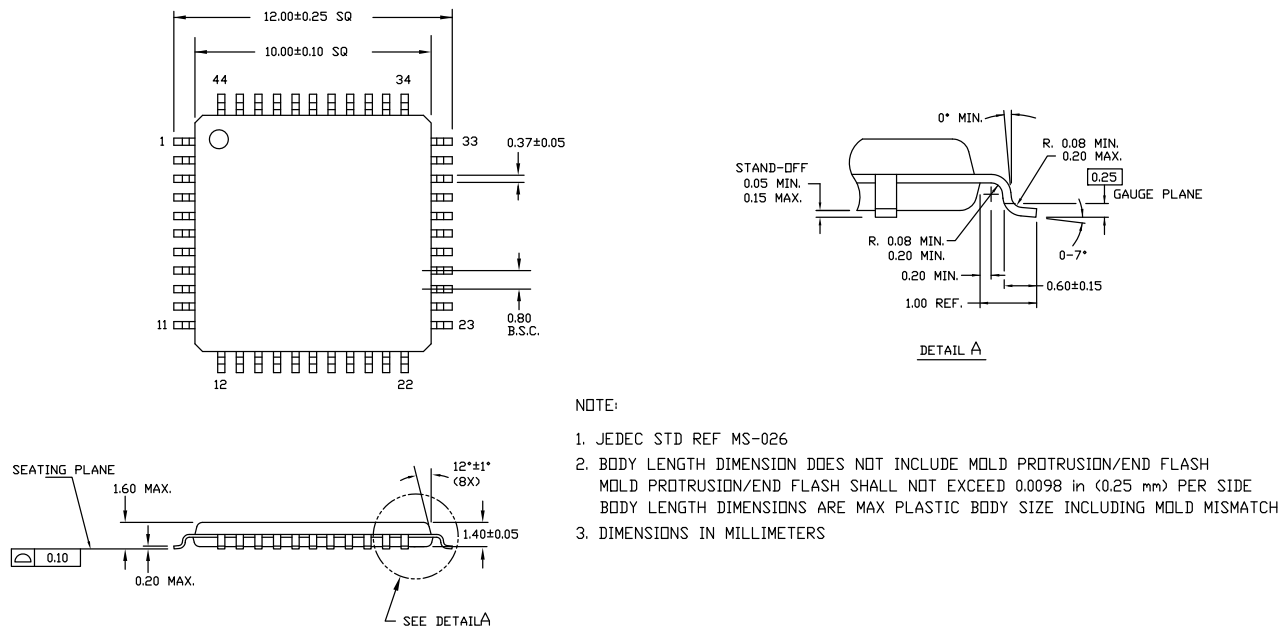 12.00±0.25 SQ
10.00±0.10 SQ
44
34
1
33
0.37±0.05
0.80
B.S.C.
11
23
12
22
0° MIN.
R. 0.08 MIN.
0.20 MAX.
STAND-OFF
0.05 MIN.
0.15 MAX.
0.25
GAUGE PLANE
R. 0.08 MIN.
0.20 MIN.
0-7°
0.20 MIN.
0.60±0.15
1.00 REF.
DETAIL A
NOTE:
1. JEDEC STD REF MS-026
2. BODY LENGTH DIMENSION DOES NOT INCLUDE MOLD PROTRUSION/END FLASH
MOLD PROTRUSION/END FLASH SHALL NOT EXCEED 0.0098 in (0.25 mm) PER SIDE
BODY LENGTH DIMENSIONS ARE MAX PLASTIC BODY SIZE INCLUDING MOLD MISMATCH
3. DIMENSIONS IN MILLIMETERS
SEATING PLANE
1.60 MAX.
12°±1°
(8X)
1.40±0.05
0.10
0.20 MAX.
SEE DETAILA